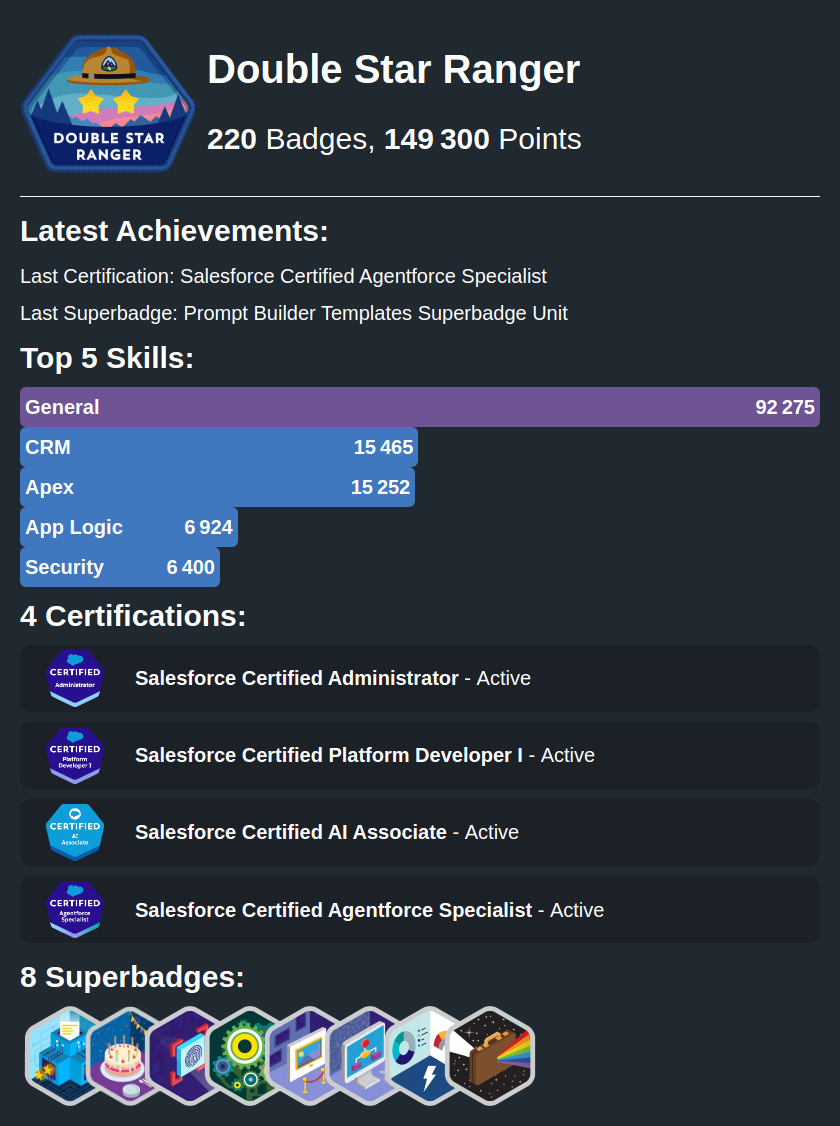 DOUBLE STAR
RANGER
Double Star Ranger
220 Badges, 149 300 Points
Latest Achievements:
Last Certification: Salesforce Certified Agentforce Specialist
Last Superbadge: Prompt Builder Templates Superbadge Unit
Top 5 Skills:
General 92 275
CRM 15 465
Apex 15 252
App Logic 6 924
Security 6 400
4 Certifications:
CERTIFIED
Administrator
Salesforce Certified Administrator - Active
CERTIFIED
Platform
Developer I
Salesforce Certified Platform Developer I - Active
CERTIFIED
AI
Associate
Salesforce Certified AI Associate - Active
CERTIFIED
Agentforce
Specialist
Salesforce Certified Agentforce Specialist - Active
8 Superbadges: